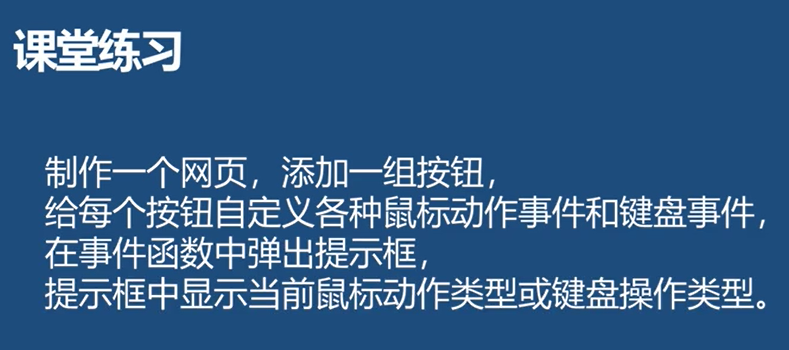 课堂练习
制作一个网页，添加一组按钮，
给每个按钮自定义各种鼠标动作事件和键盘事件，
在事件函数中弹出提示框，
提示框中显示当前鼠标动作类型或键盘操作类型。